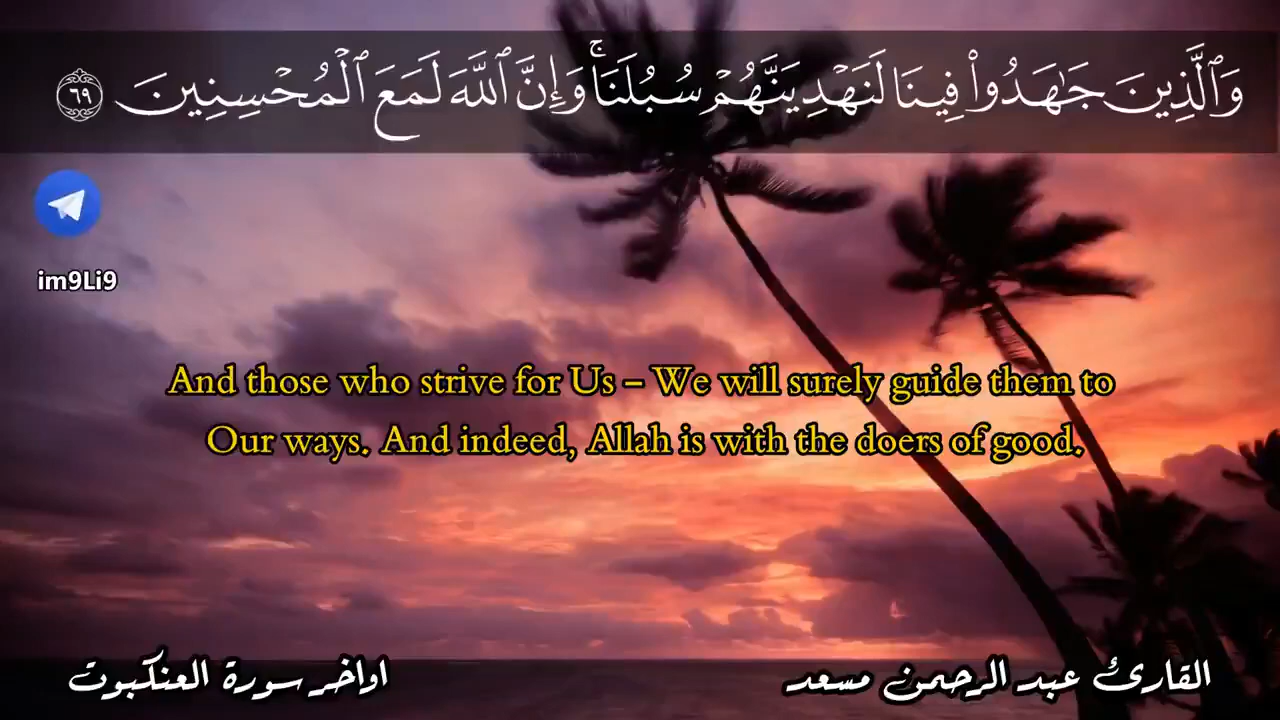 وَٱلَّذِينَ جَٰهَدُوا۟ فِينَا لَنَهْدِيَنَّهُمْ سُبُلَنَا ۚ وَإِنَّ ٱللَّهَ لَمَعَ ٱلْمُحْسِنِينَ ٦٩
im9Li9
And those who strive for Us – We will surely guide them to
Our ways. And indeed, Allah is with the doers of good.
القارئ عبد الرحمن مسعد
اواخر سورة العنكبوت